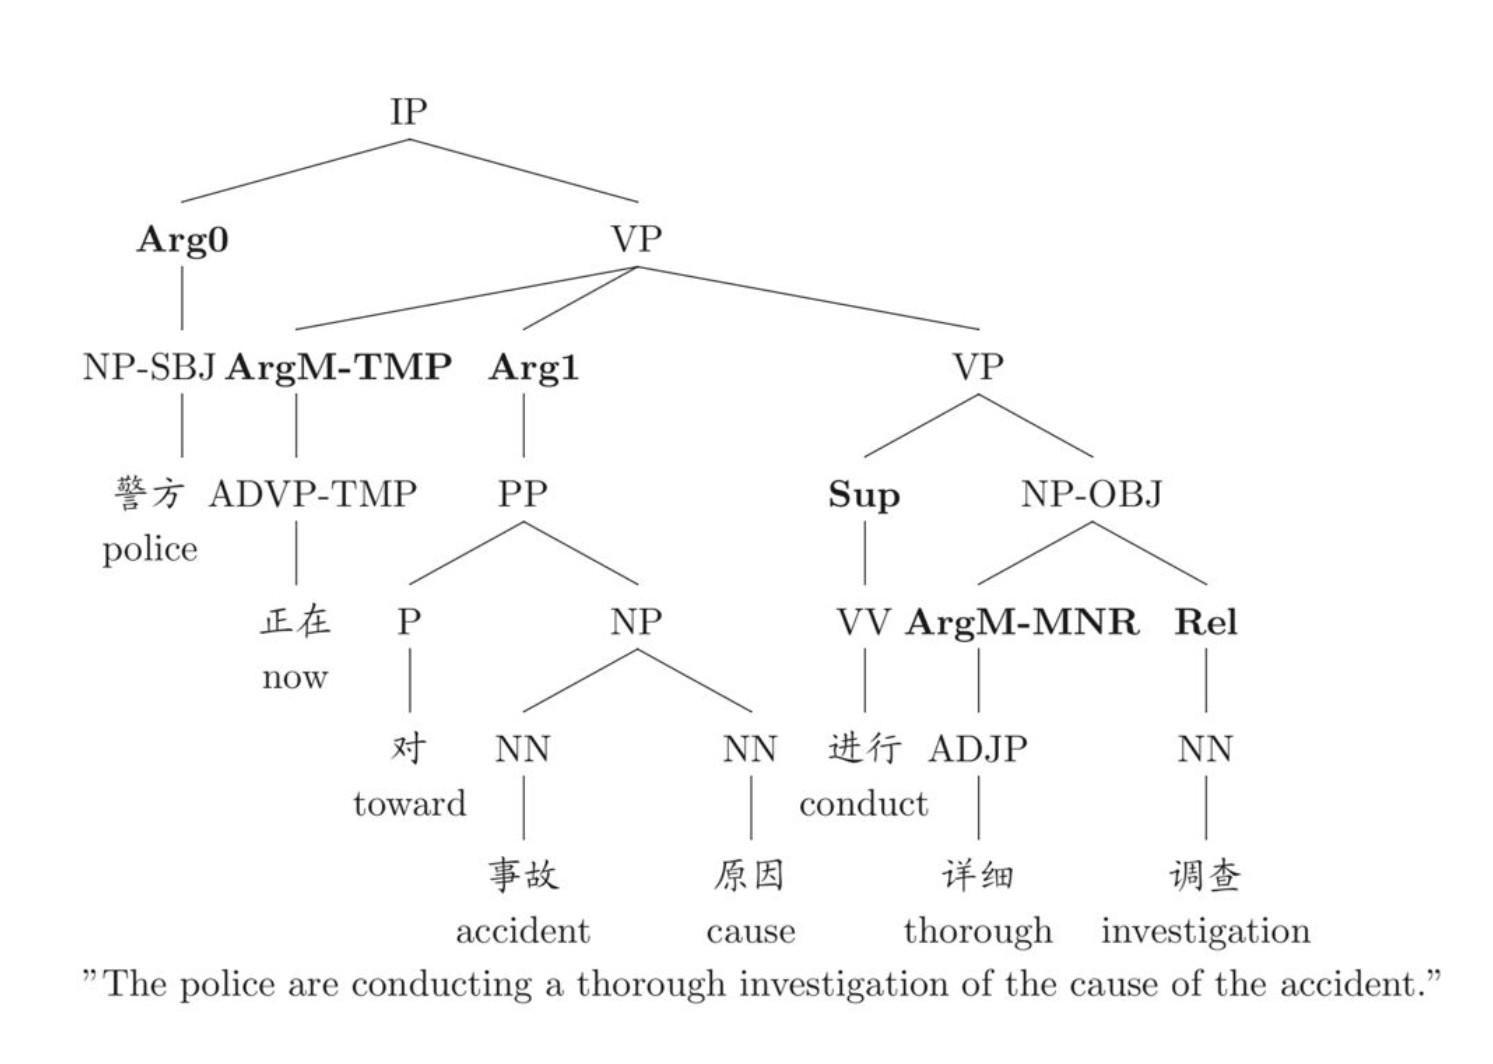 IP
Arg0 VP
NP-SBJ ArgM-TMP Arg1 VP
警方 ADVP-TMP PP Sup NP-OBJ
police
正在 P NP VV ArgM-MNR Rel
now
对 NN NN 进行 ADJP NN
toward conduct
事故 原因 详细 调查
accident cause thorough investigation
”The police are conducting a thorough investigation of the cause of the accident.”